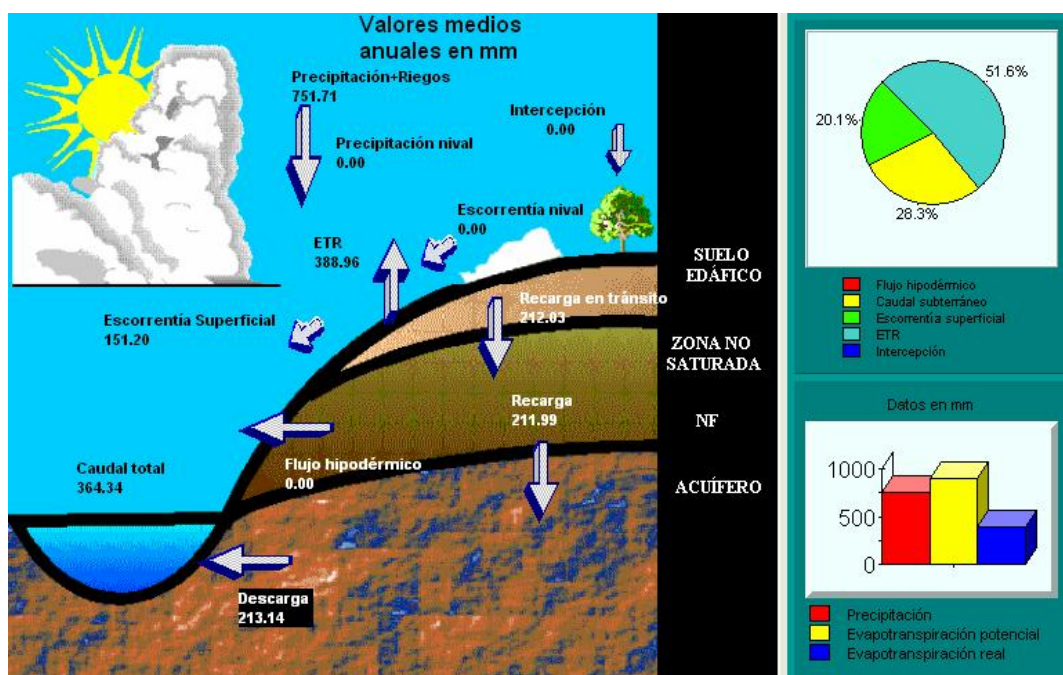 Valores medios
anuales en mm
Precipitación+Riegos
751.71
Intercepción
0.00
Precipitación nival
0.00
Escorrentía nival
0.00
ETR
388.96
SUELO
EDÁFICO
Recarga en tránsito
212.03
Escorrentía Superficial
151.20
ZONA NO
SATURADA
Recarga
211.99
NF
Flujo hipodérmico
0.00
Caudal total
364.34
ACUÍFERO
Descarga
213.14
51.6%
20.1%
28.3%
Flujo hipodérmico
Caudal subterráneo
Escorrentía superficial
ETR
Intercepción
Datos en mm
1000
500
0
Precipitación
Evapotranspiración potencial
Evapotranspiración real